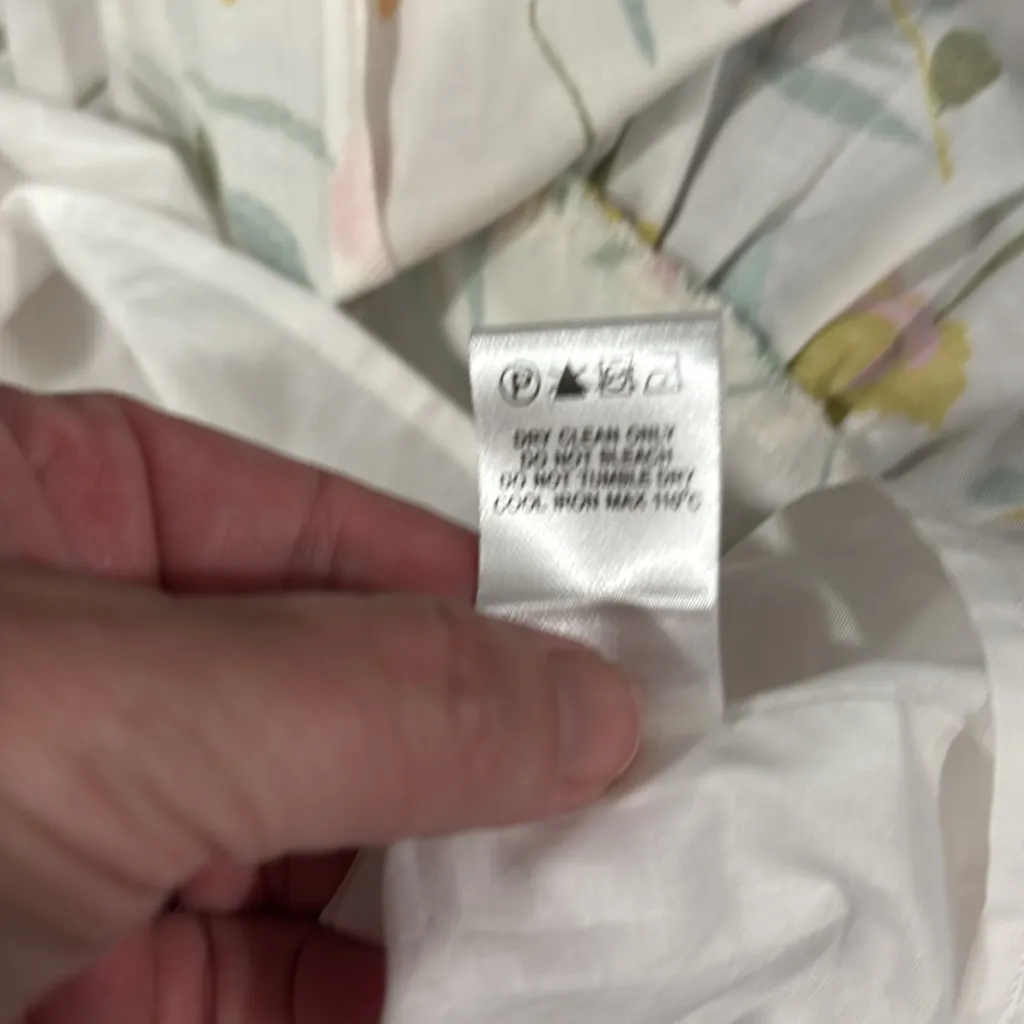 P
DRY CLEAN ONLY
DO NOT BLEACH
DO NOT TUMBLE DRY
COOL IRON MAX 110°C